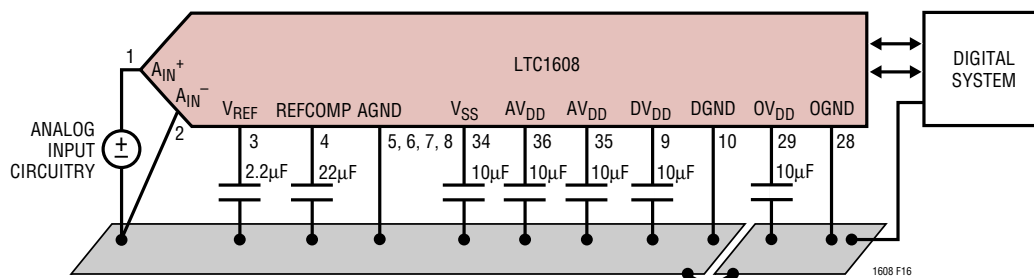 1
A_IN+
A_IN−
2
LTC1608
ANALOG
INPUT
CIRCUITRY
+
−
V_REF REFCOMP AGND V_SS AV_DD AV_DD DV_DD DGND OV_DD OGND
3 4 5, 6, 7, 8 34 36 35 9 10 29 28
2.2μF 22μF 10μF 10μF 10μF 10μF 10μF
DIGITAL
SYSTEM
1608 F16